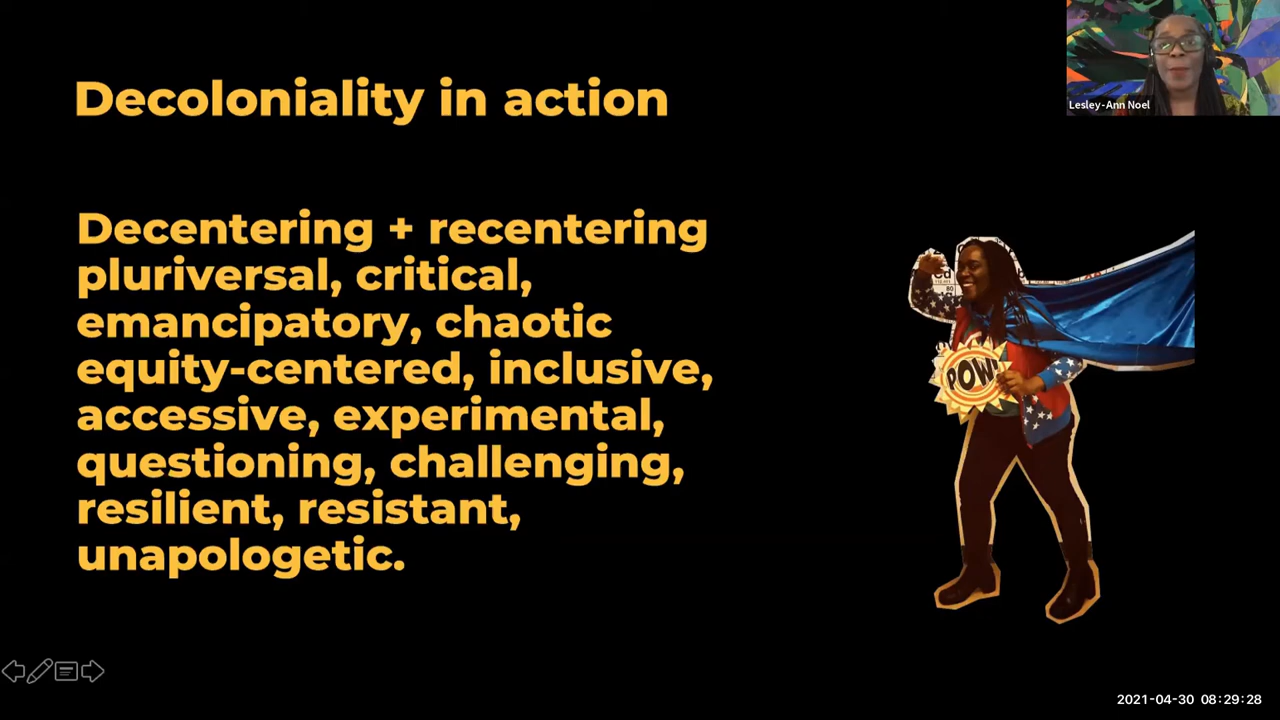 Decoloniality in action
Lesley-Ann Noel
Decentering + recentering
pluriversal, critical,
emancipatory, chaotic
equity-centered, inclusive,
accessive, experimental,
questioning, challenging,
resilient, resistant,
unapologetic.
80
POW!
2021-04-30 08:29:28